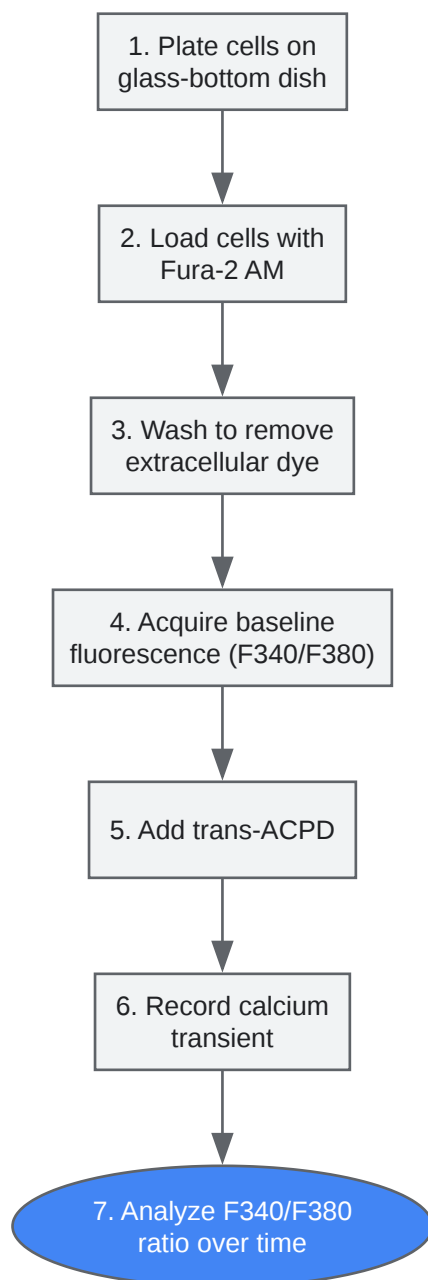 1. Plate cells on
glass-bottom dish
2. Load cells with
Fura-2 AM
3. Wash to remove
extracellular dye
4. Acquire baseline
fluorescence (F340/F380)
5. Add trans-ACPD
6. Record calcium
transient
7. Analyze F340/F380
ratio over time